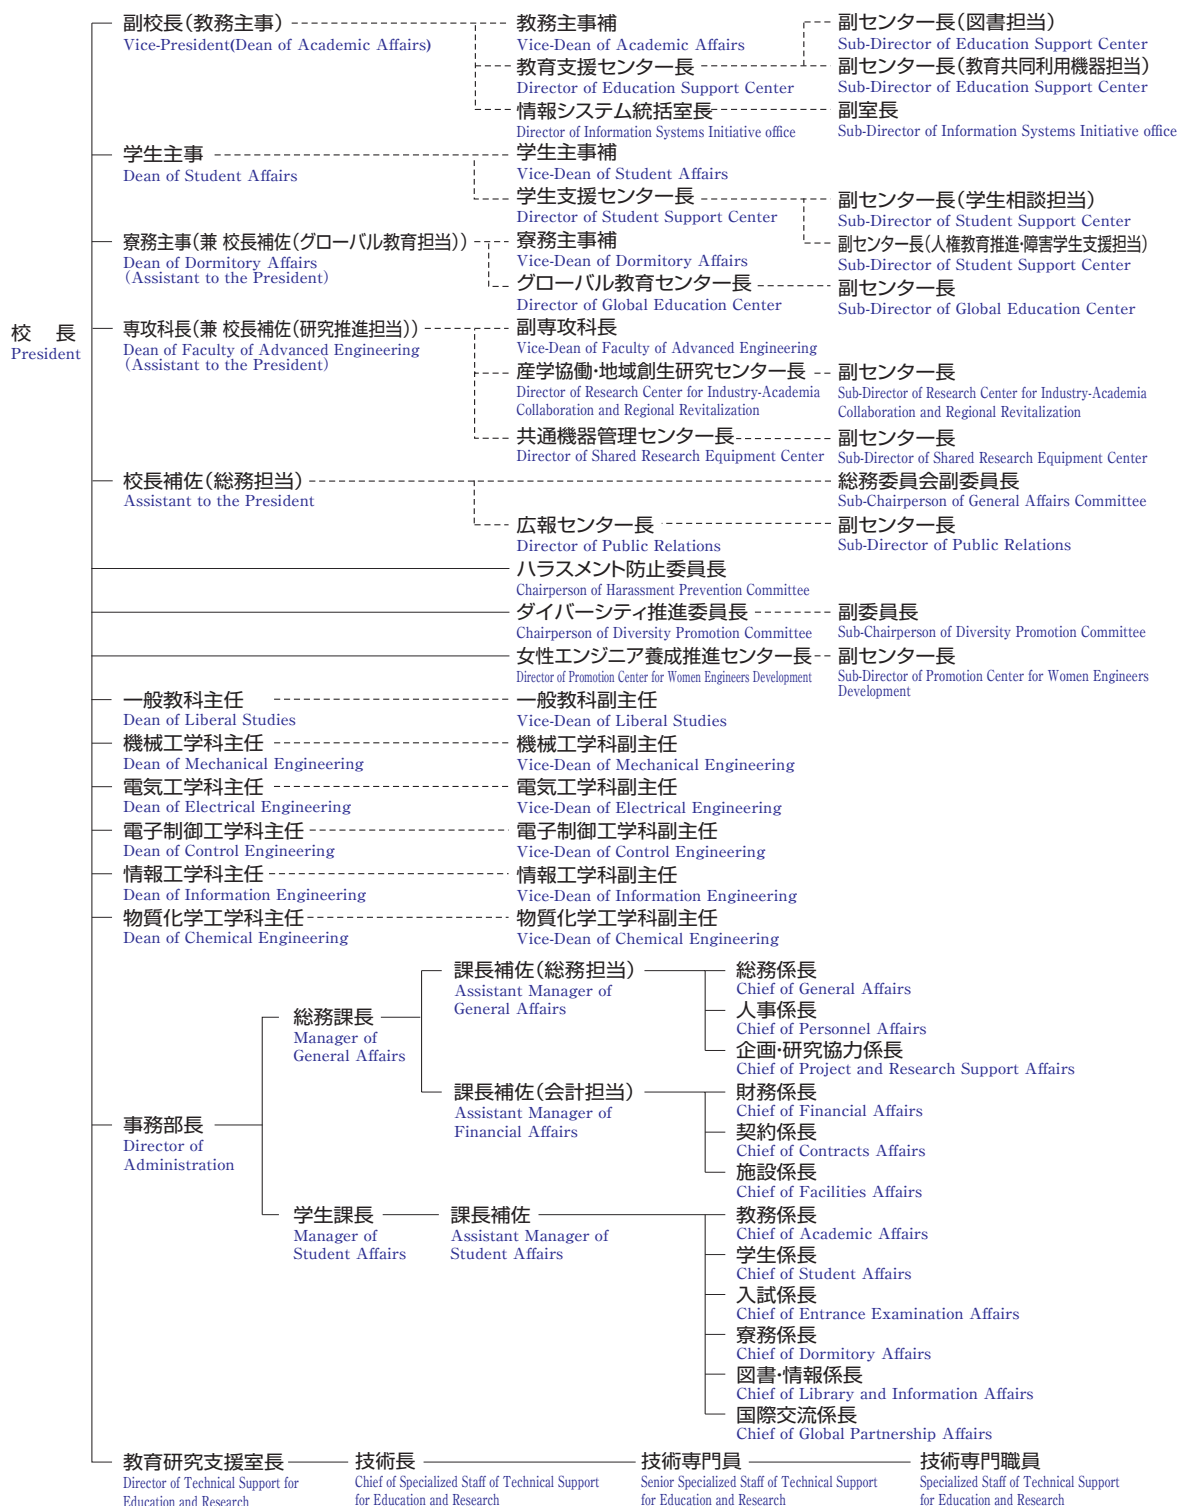 校　長
President
副校長(教務主事)
Vice-President(Dean of Academic Affairs)
教務主事補
Vice-Dean of Academic Affairs
教育支援センター長
Director of Education Support Center
副センター長(図書担当)
Sub-Director of Education Support Center
副センター長(教育共同利用機器担当)
Sub-Director of Education Support Center
情報システム統括室長
Director of Information Systems Initiative office
副室長
Sub-Director of Information Systems Initiative office
学生主事
Dean of Student Affairs
学生主事補
Vice-Dean of Student Affairs
学生支援センター長
Director of Student Support Center
副センター長(学生相談担当)
Sub-Director of Student Support Center
副センター長(人権教育推進・障害学生支援担当)
Sub-Director of Student Support Center
寮務主事(兼 校長補佐(グローバル教育担当))
Dean of Dormitory Affairs
(Assistant to the President)
寮務主事補
Vice-Dean of Dormitory Affairs
グローバル教育センター長
Director of Global Education Center
副センター長
Sub-Director of Global Education Center
専攻科長(兼 校長補佐(研究推進担当))
Dean of Faculty of Advanced Engineering
(Assistant to the President)
副専攻科長
Vice-Dean of Faculty of Advanced Engineering
産学協働・地域創生研究センター長
Director of Research Center for Industry-Academia
Collaboration and Regional Revitalization
副センター長
Sub-Director of Research Center for Industry-Academia
Collaboration and Regional Revitalization
共通機器管理センター長
Director of Shared Research Equipment Center
副センター長
Sub-Director of Shared Research Equipment Center
校長補佐(総務担当)
Assistant to the President
総務委員会副委員長
Sub-Chairperson of General Affairs Committee
広報センター長
Director of Public Relations
副センター長
Sub-Director of Public Relations
ハラスメント防止委員長
Chairperson of Harassment Prevention Committee
ダイバーシティ推進委員長
Chairperson of Diversity Promotion Committee
副委員長
Sub-Chairperson of Diversity Promotion Committee
女性エンジニア養成推進センター長
Director of Promotion Center for Women Engineers Development
副センター長
Sub-Director of Promotion Center for Women Engineers
Development
一般教科主任
Dean of Liberal Studies
一般教科副主任
Vice-Dean of Liberal Studies
機械工学科主任
Dean of Mechanical Engineering
機械工学科副主任
Vice-Dean of Mechanical Engineering
電気工学科主任
Dean of Electrical Engineering
電気工学科副主任
Vice-Dean of Electrical Engineering
電子制御工学科主任
Dean of Control Engineering
電子制御工学科副主任
Vice-Dean of Control Engineering
情報工学科主任
Dean of Information Engineering
情報工学科副主任
Vice-Dean of Information Engineering
物質化学工学科主任
Dean of Chemical Engineering
物質化学工学科副主任
Vice-Dean of Chemical Engineering
事務部長
Director of
Administration
総務課長
Manager of
General Affairs
課長補佐(総務担当)
Assistant Manager of
General Affairs
総務係長
Chief of General Affairs
人事係長
Chief of Personnel Affairs
企画・研究協力係長
Chief of Project and Research Support Affairs
課長補佐(会計担当)
Assistant Manager of
Financial Affairs
財務係長
Chief of Financial Affairs
契約係長
Chief of Contracts Affairs
施設係長
Chief of Facilities Affairs
学生課長
Manager of
Student Affairs
課長補佐
Assistant Manager of
Student Affairs
教務係長
Chief of Academic Affairs
学生係長
Chief of Student Affairs
入試係長
Chief of Entrance Examination Affairs
寮務係長
Chief of Dormitory Affairs
図書・情報係長
Chief of Library and Information Affairs
国際交流係長
Chief of Global Partnership Affairs
教育研究支援室長
Director of Technical Support for
Education and Research
技術長
Chief of Specialized Staff of Technical Support
for Education and Research
技術専門員
Senior Specialized Staff of Technical Support
for Education and Research
技術専門職員
Specialized Staff of Technical Support
for Education and Research